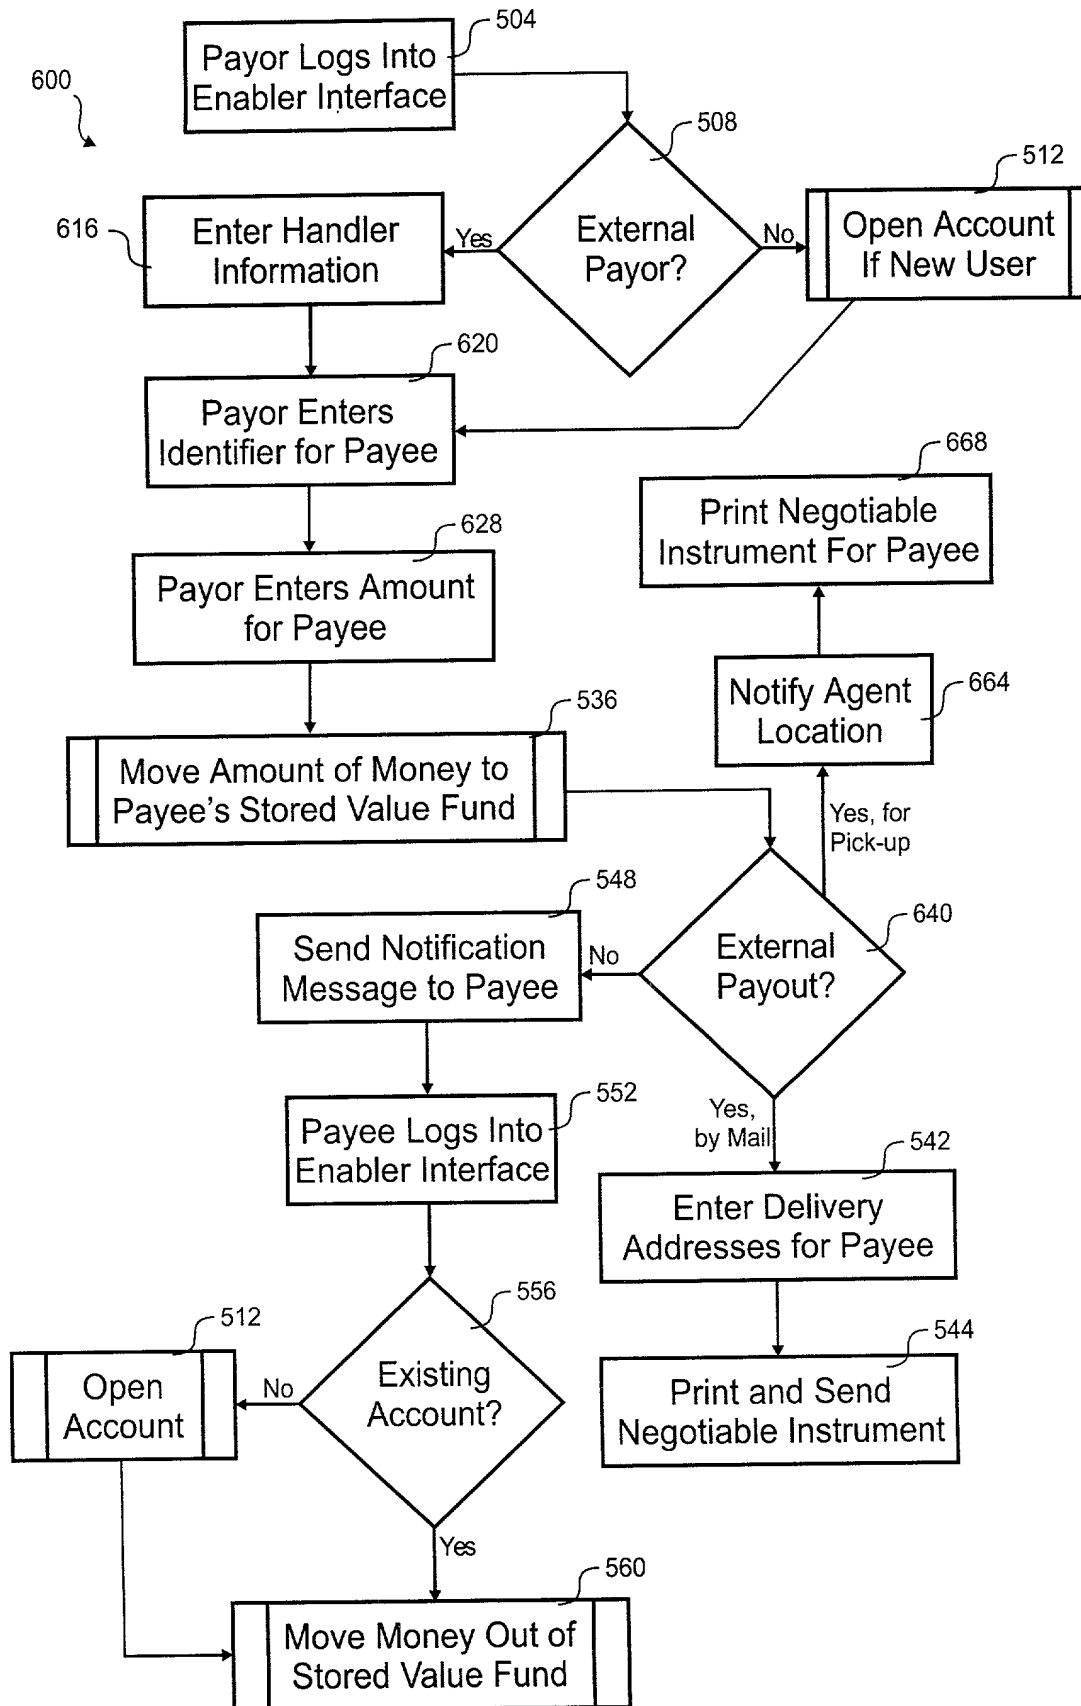 504
Payor Logs Into
Enabler Interface
600
508
512
616
Enter Handler
Information
Yes
External
Payor?
No
Open Account
If New User
620
Payor Enters
Identifier for Payee
668
Print Negotiable
Instrument For Payee
628
Payor Enters Amount
for Payee
664
Notify Agent
Location
536
Move Amount of Money to
Payee's Stored Value Fund
Yes, for
Pick-up
548
640
Send Notification
Message to Payee
No
External
Payout?
552
Payee Logs Into
Enabler Interface
Yes,
by Mail
542
Enter Delivery
Addresses for Payee
556
512
544
Open
Account
No
Existing
Account?
Print and Send
Negotiable Instrument
Yes
560
Move Money Out of
Stored Value Fund